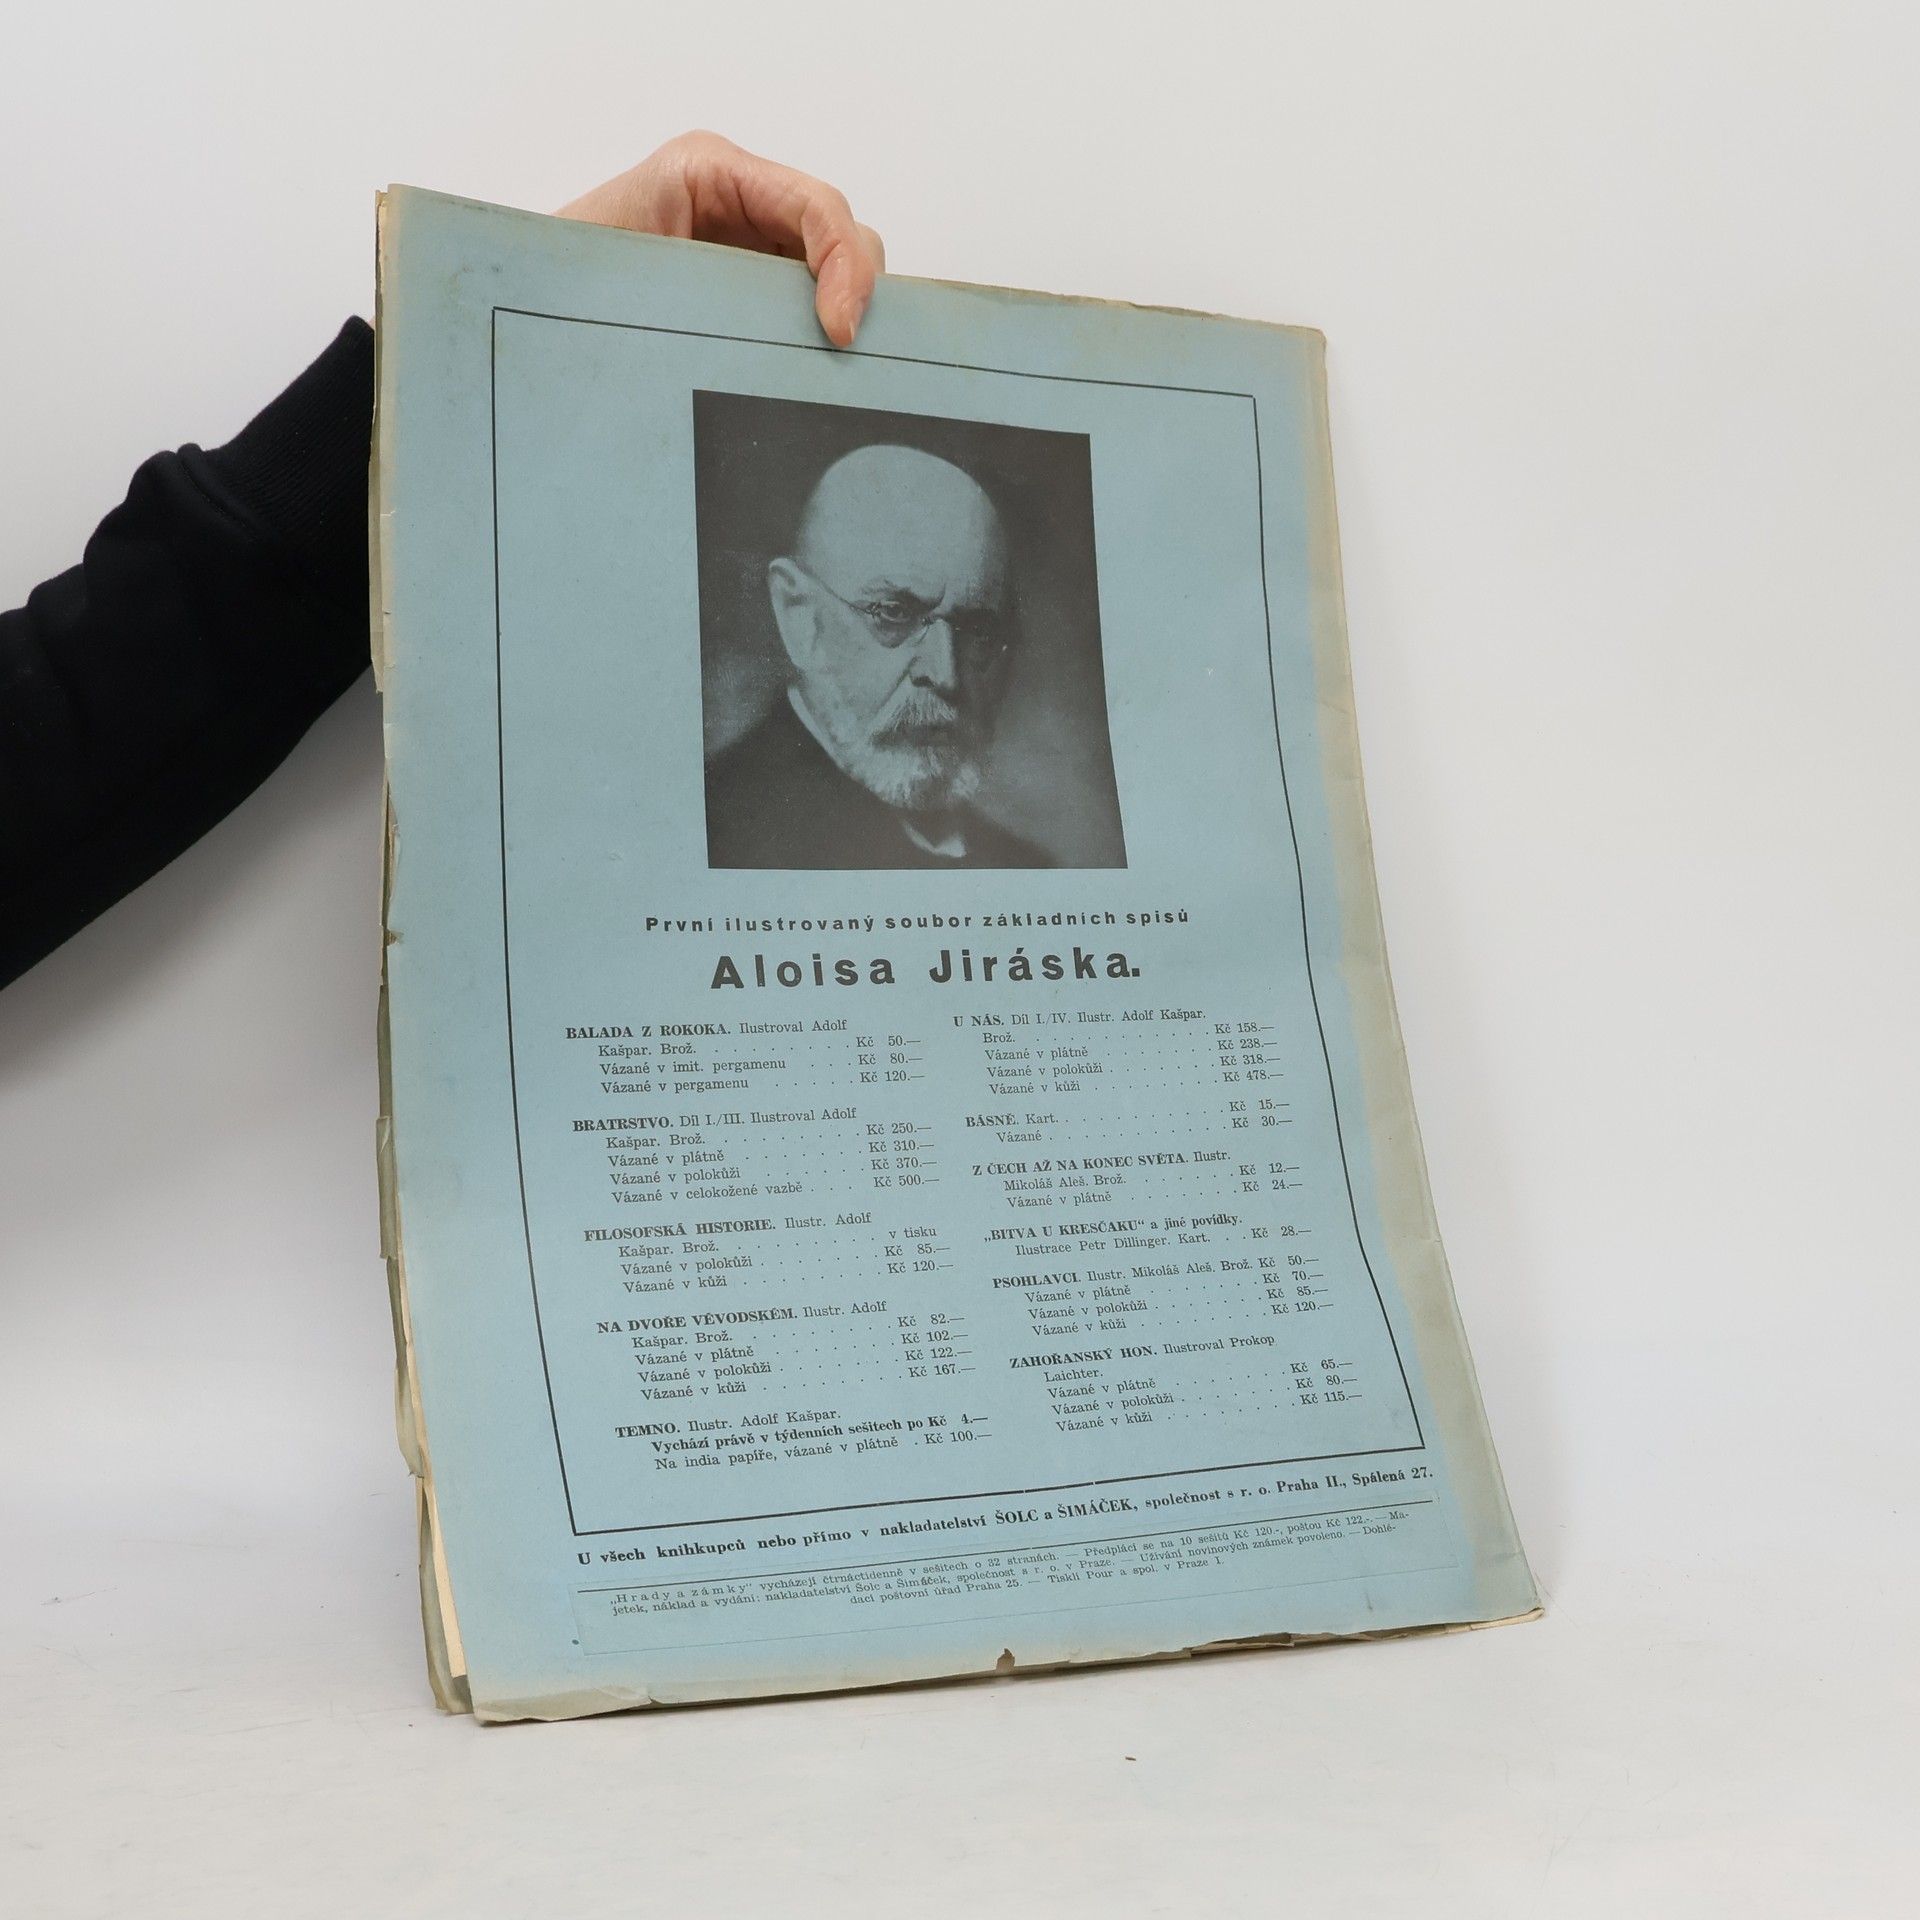 První ilustrovaný soubor základních spisů
Aloisa Jiráska.
BALADA Z ROKOKA. Ilustroval Adolf
Kašpar. Brož. . . . . . . . . Kč 50.—
Vázané v imit. pergamenu . . . Kč 80.—
Vázané v pergamenu . . . . . Kč 120.—
BRATRSTVO. Díl I./III. Ilustroval Adolf
Kašpar. Brož. . . . . . . . . Kč 250.—
Vázané v plátně . . . . . . . Kč 310.—
Vázané v polokůži . . . . . . Kč 370.—
Vázané v celokožené vazbě . . . Kč 500.—
FILOSOFSKÁ HISTORIE. Ilustr. Adolf
Kašpar. Brož. . . . . . . . . v tisku
Vázané v polokůži . . . . . . Kč 85.—
Vázané v kůži . . . . . . . . Kč 120.—
NA DVOŘE VÉVODSKÉM. Ilustr. Adolf
Kašpar. Brož. . . . . . . . . Kč 82.—
Vázané v plátně . . . . . . . Kč 102.—
Vázané v polokůži . . . . . . Kč 122.—
Vázané v kůži . . . . . . . . Kč 167.—
TEMNO. Ilustr. Adolf Kašpar.
Vychází právě v týdenních sešitech po Kč 4.—
Na india papíře, vázané v plátně . Kč 100.—
U NÁS. Díl I./IV. Ilustr. Adolf Kašpar.
Brož. . . . . . . . . . . . Kč 158.—
Vázané v plátně . . . . . . . Kč 238.—
Vázané v polokůži . . . . . . Kč 318.—
Vázané v kůži . . . . . . . . Kč 478.—
BÁSNĚ. Kart. . . . . . . . . . Kč 15.—
Vázané . . . . . . . . . . . Kč 30.—
Z ČECH AŽ NA KONEC SVĚTA. Ilustr.
Mikoláš Aleš. Brož. . . . . . . Kč 12.—
Vázané v plátně . . . . . . . Kč 24.—
„BITVA U KRESČAKU“ a jiné povídky.
Ilustrace Petr Dillinger. Kart. . . . Kč 28.—
PSOHLAVCI. Ilustr. Mikoláš Aleš. Brož. Kč 50.—
Vázané v plátně . . . . . . . Kč 70.—
Vázané v polokůži . . . . . . Kč 85.—
Vázané v kůži . . . . . . . . Kč 120.—
ZAHOŘANSKÝ HON. Ilustroval Prokop
Laichter.
Vázané v plátně . . . . . . . Kč 65.—
Vázané v polokůži . . . . . . Kč 80.—
Vázané v kůži . . . . . . . . Kč 115.—
U všech knihkupců nebo přímo v nakladatelství ŠOLC a ŠIMÁČEK, společnost s r. o. Praha II., Spálená 27.
„Hrady a zámky“ vycházejí čtrnáctidenně v sešitech o 32 stranách. — Předplácí se na 10 sešitů Kč 120.-, poštou Kč 122.-. — Ma-
jetek, náklad a vydání: nakladatelství Šolc a Šimáček, společnost s r. o. v Praze. — Užívání novinových známek povoleno. — Dohlé-
dací poštovní úřad Praha 25. — Tiskli Pour a spol. v Praze I.